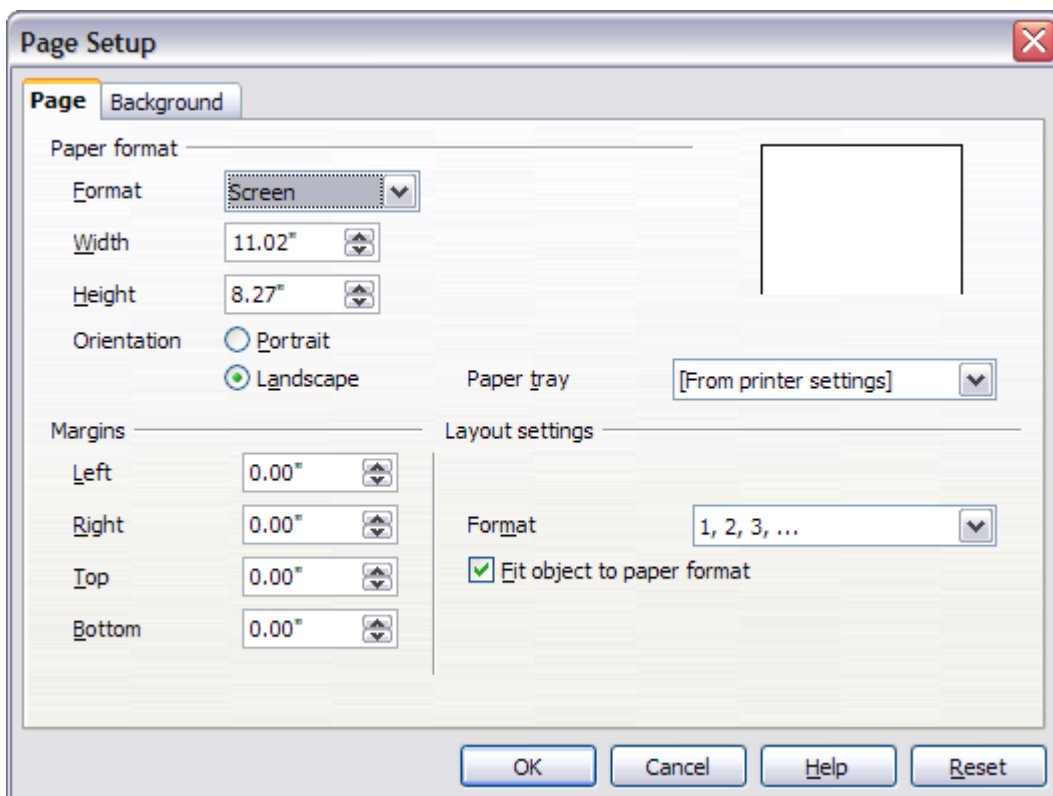 Page Setup
Page Background
Paper format
Format Screen
Width 11.02"
Height 8.27"
Orientation Portrait
Landscape Paper tray [From printer settings]
Margins Layout settings
Left 0.00"
Right 0.00" Format 1, 2, 3, ...
Top 0.00" Fit object to paper format
Bottom 0.00"
OK Cancel Help Reset